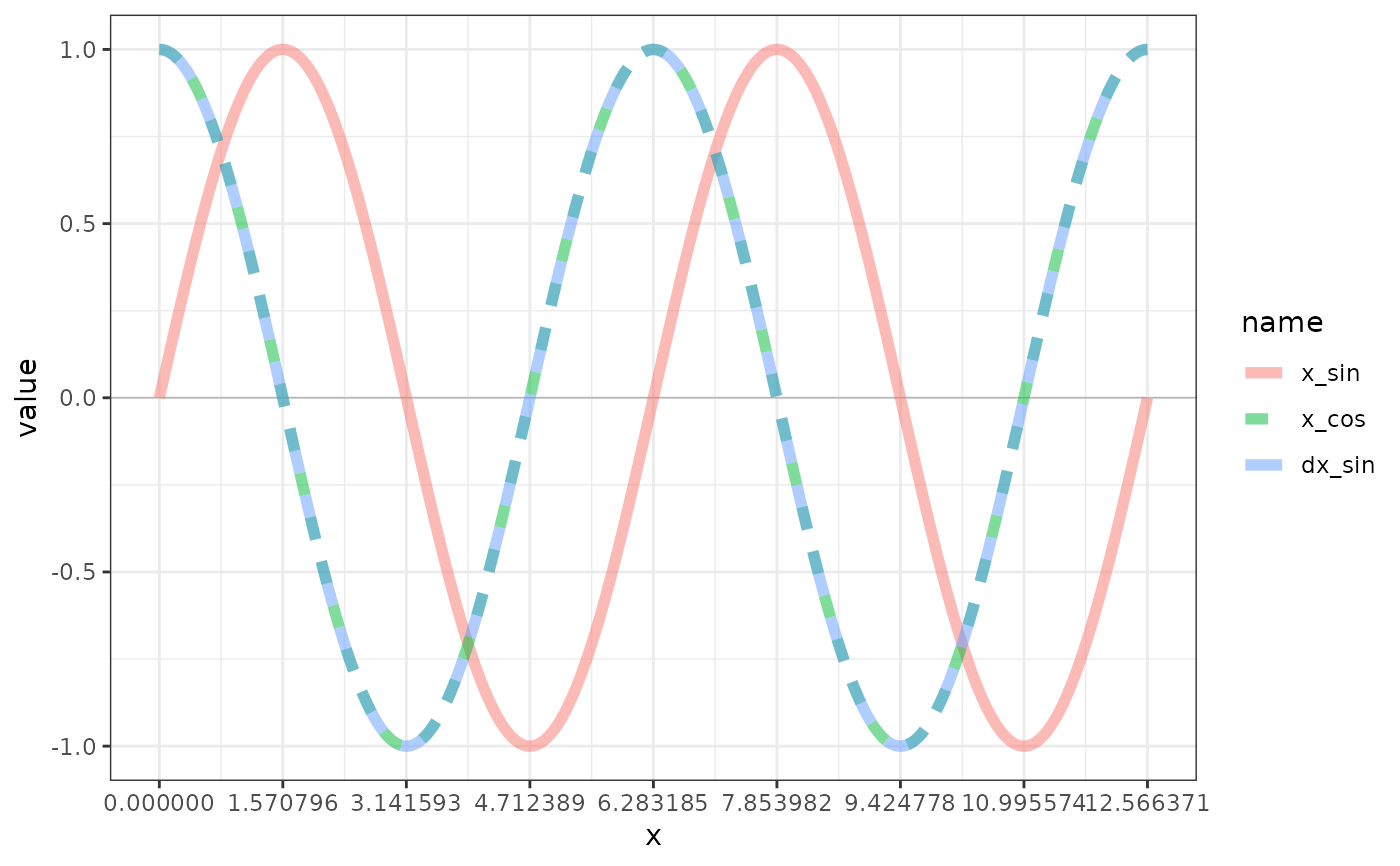 1.0
0.5
0.0
-0.5
-1.0
value
0.000000 1.570796 3.141593 4.712389 6.283185 7.853982 9.424778 10.995574 12.566371
x
name
x_sin
x_cos
dx_sin